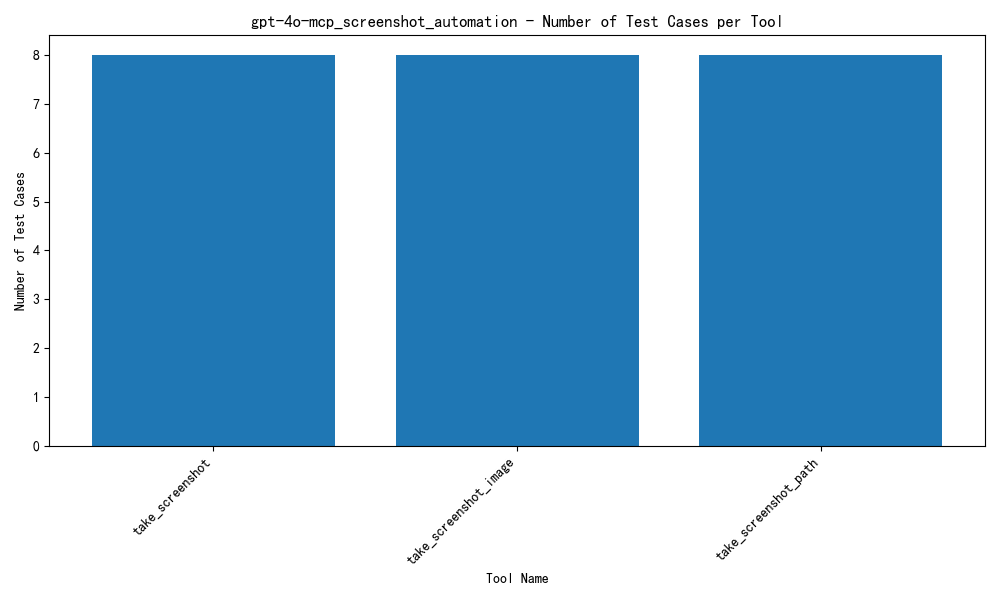 gpt-4o-mcp_screenshot_automation - Number of Test Cases per Tool
Number of Test Cases
8
7
6
5
4
3
2
1
0
take_screenshot
take_screenshot_image
take_screenshot_path
Tool Name